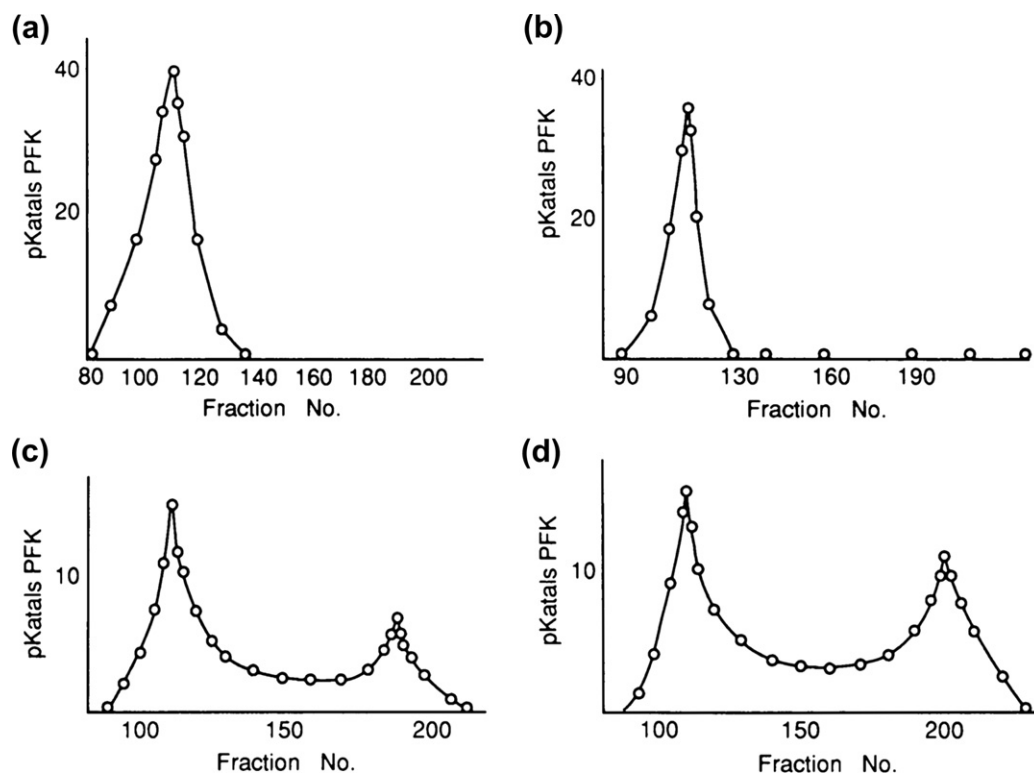 (a)
40
20
pKatals PFK
80 100 120 140 160 180 200
Fraction No.
(b)
40
20
pKatals PFK
90 130 160 190
Fraction No.
(c)
10
pKatals PFK
100 150 200
Fraction No.
(d)
10
pKatals PFK
100 150 200
Fraction No.